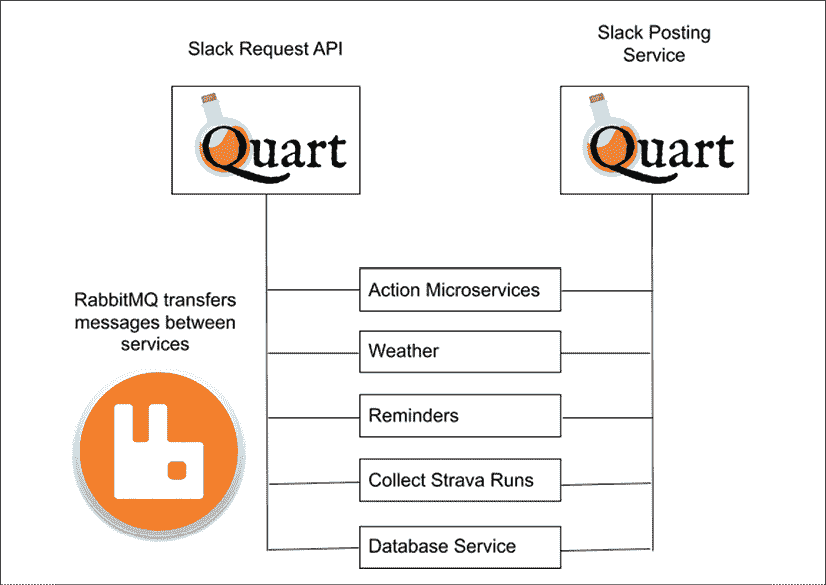 Slack Request API
Slack Posting
Service
Quart
Quart
RabbitMQ transfers
messages between
services
Action Microservices
Weather
Reminders
Collect Strava Runs
Database Service